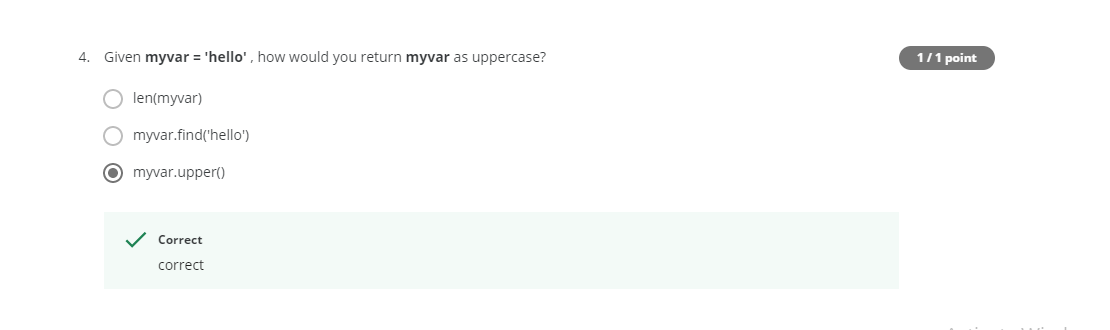 4. Given myvar = 'hello' , how would you return myvar as uppercase?
1 / 1 point
len(myvar)
myvar.find('hello')
myvar.upper()
Correct
correct